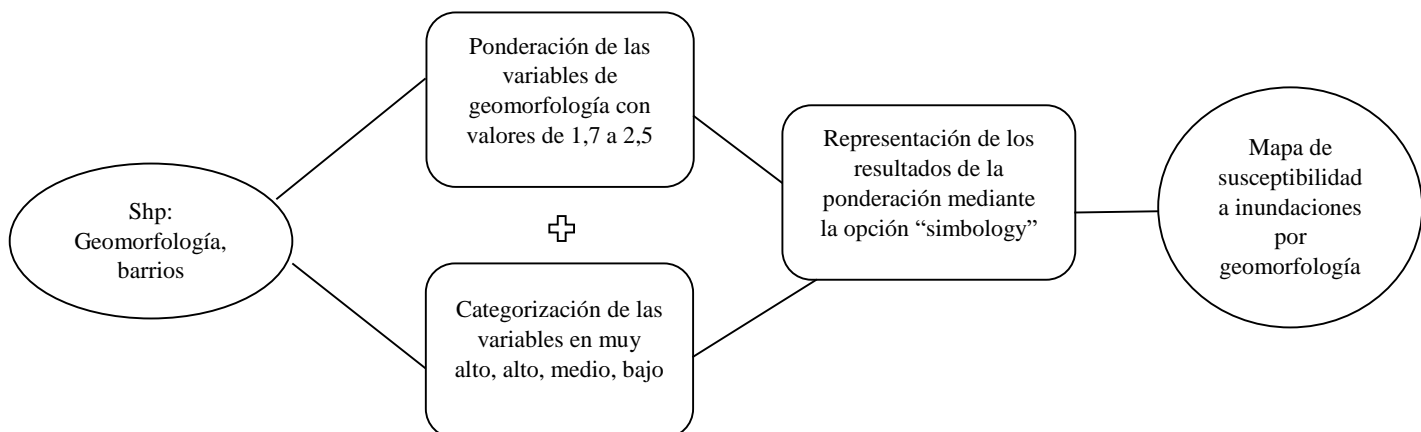 Shp:
Geomorfología,
barrios
Ponderación de las
variables de
geomorfología con
valores de 1,7 a 2,5
Categorización de las
variables en muy
alto, alto, medio, bajo
Representación de los
resultados de la
ponderación mediante
la opción “simbology”
Mapa de
susceptibilidad
a inundaciones
por
geomorfología